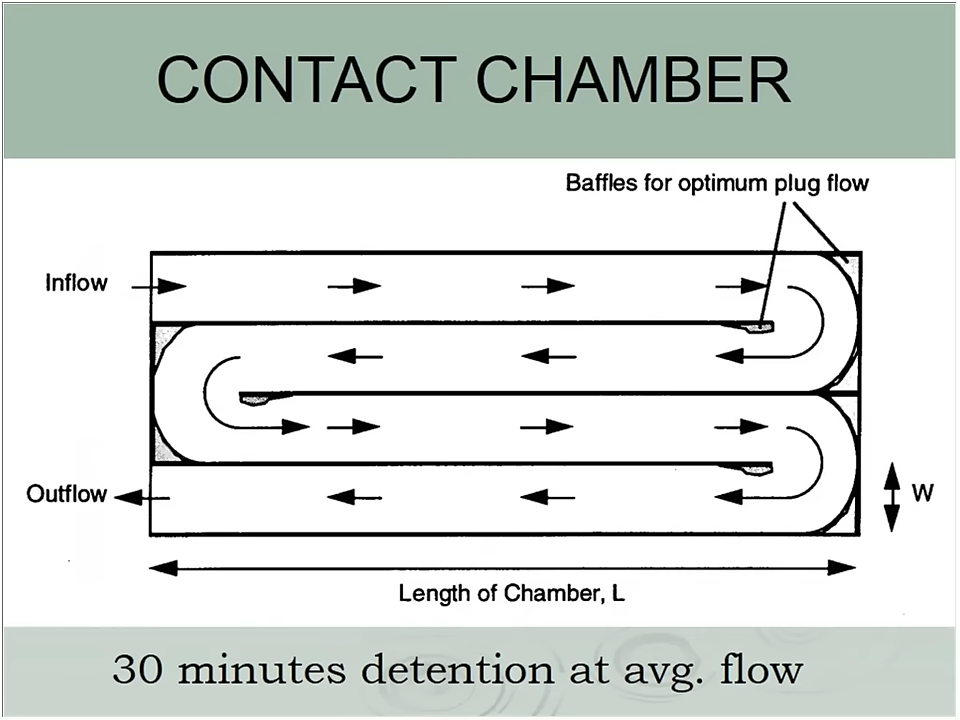 CONTACT CHAMBER
Baffles for optimum plug flow
Inflow
Outflow
W
Length of Chamber, L
30 minutes detention at avg. flow